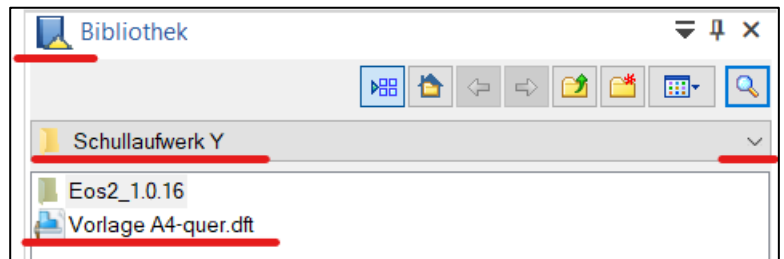 Bibliothek
Schullaufwerk Y
Eos2_1.0.16
Vorlage A4-quer.dft